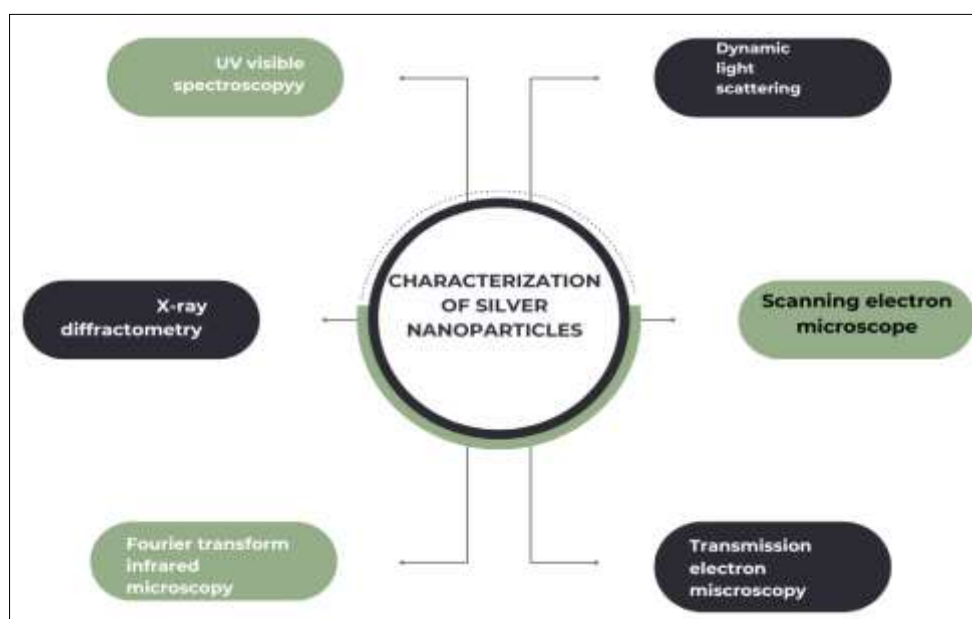 UV visible
spectroscopyy
Dynamic
light
scattering
CHARACTERIZATION
OF SILVER
NANOPARTICLES
X-ray
diffractometry
Scanning electron
microscope
Fourier transform
infrared
microscopy
Transmission
electron
miscroscopy